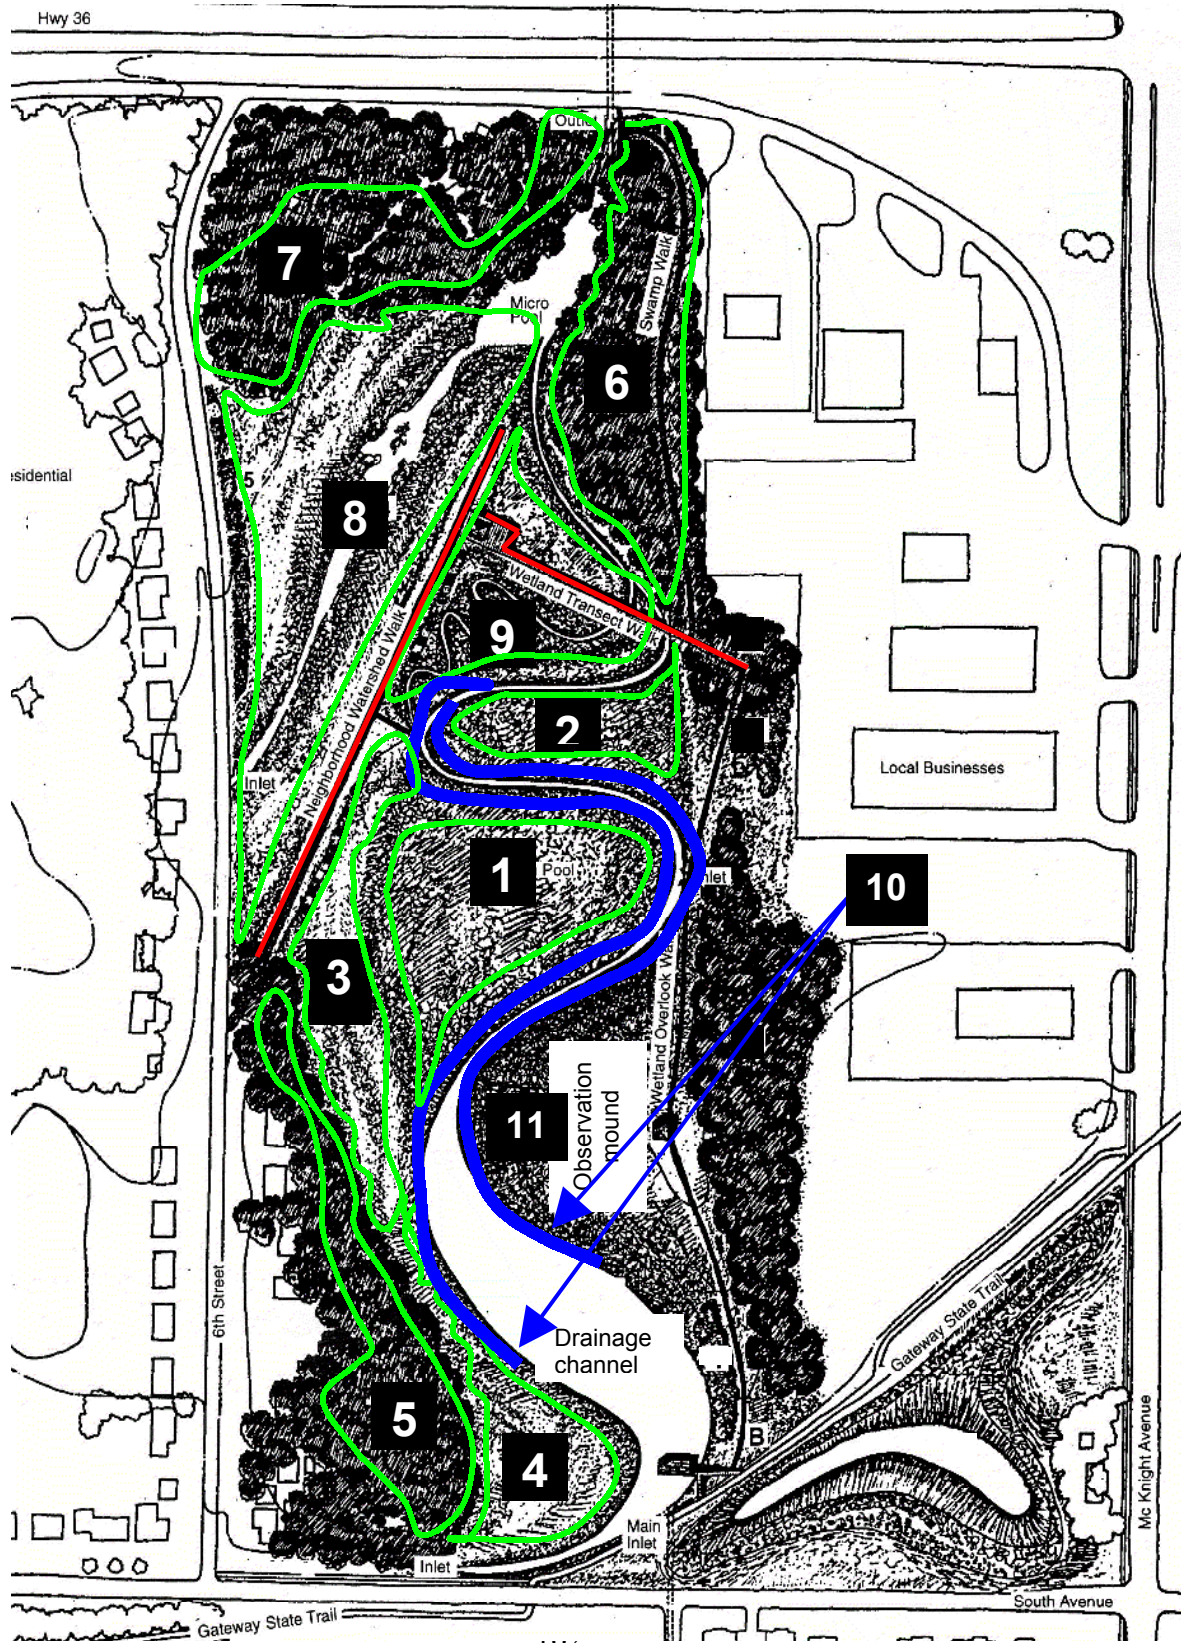 Hwy 36
Outlet
7
Swamp Walk
Micro
Pool
6
esidential
5
8
Wetland Transect Walk
9
Neighborhood Watershed Walk
2
Inlet
Local Businesses
1
Pool
Inlet
10
3
Wetland Overlook
Observation
mound
11
6th Street
Gateway State Trail
Drainage
channel
5
B
4
Mc Knight Avenue
Main
Inlet
Inlet
South Avenue
Gateway State Trail